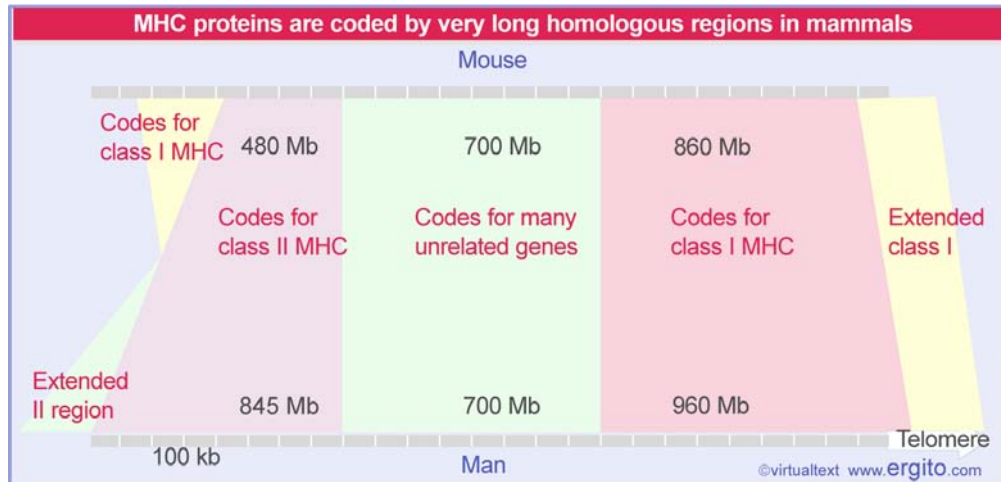 MHC proteins are coded by very long homologous regions in mammals
Mouse
Codes for
class I MHC
480 Mb
700 Mb
860 Mb
Codes for
class II MHC
Codes for many
unrelated genes
Codes for
class I MHC
Extended
class I
Extended
II region
845 Mb
700 Mb
960 Mb
Telomere
100 kb
Man
©virtualtext www.ergito.com